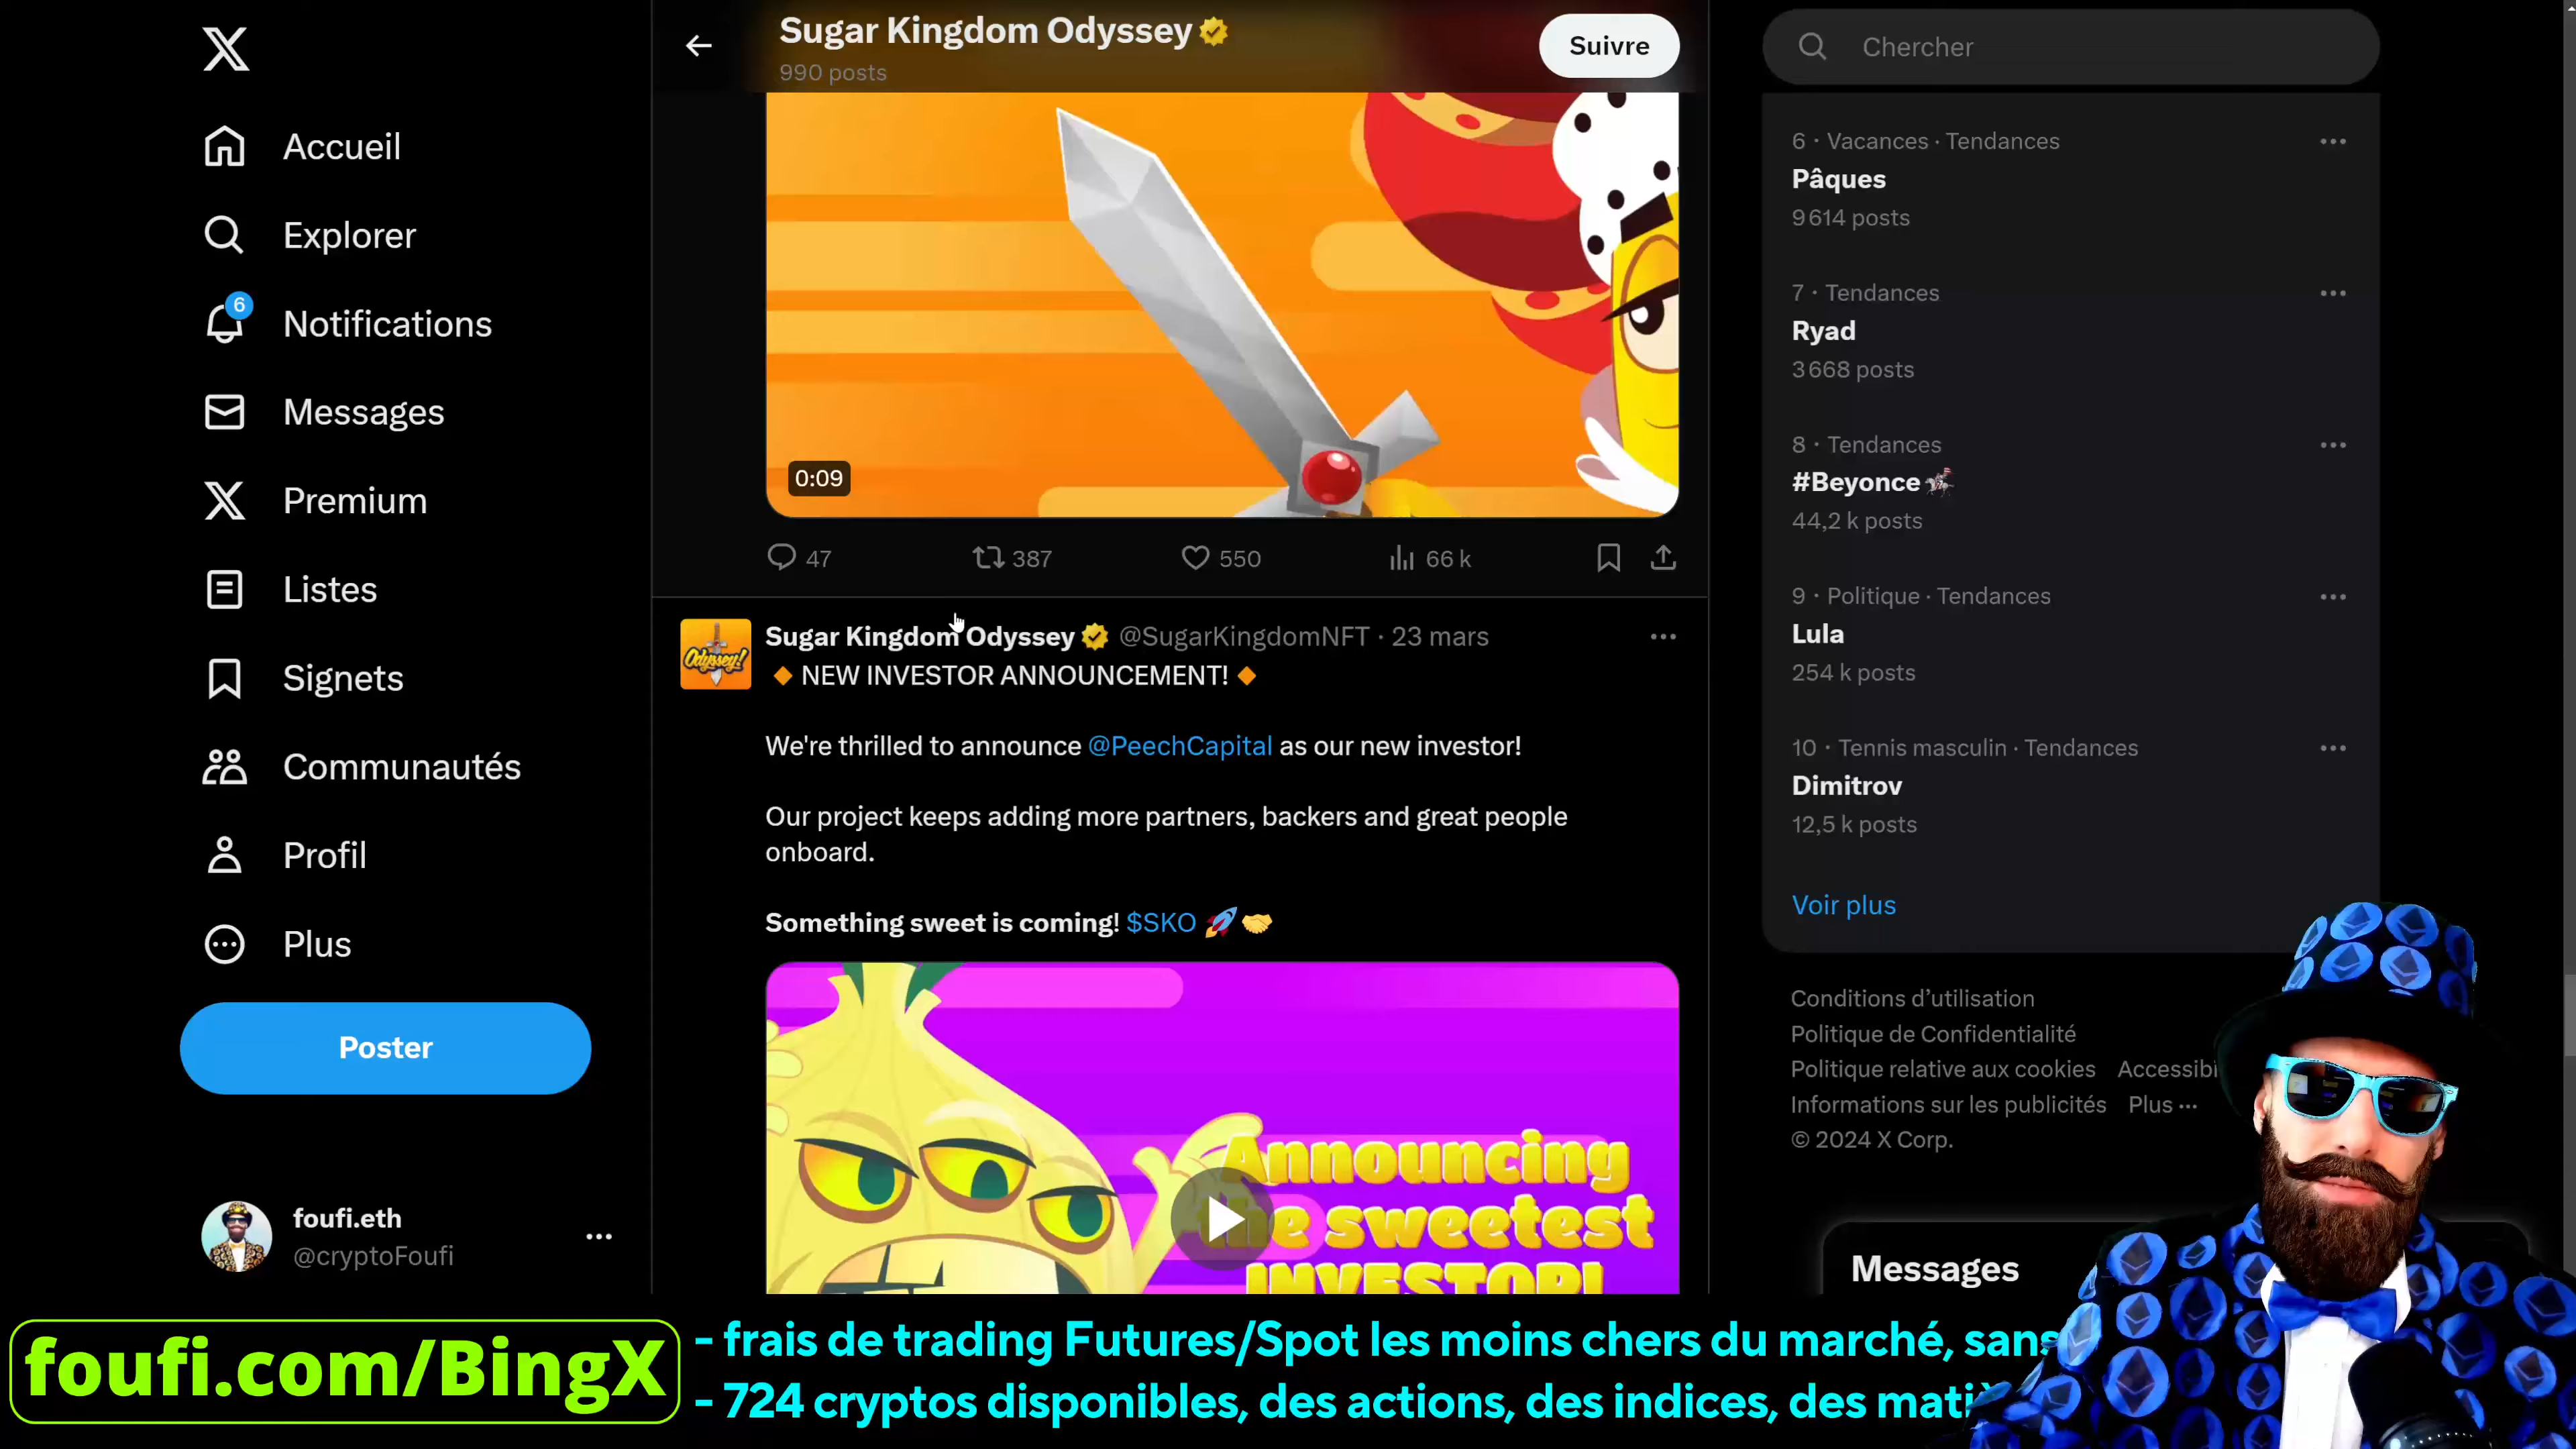 Accueil
Explorer
6
Notifications
Messages
Premium
Listes
Signets
Communautés
Profil
Plus
Poster
foufi.eth
@cryptoFoufi
Sugar Kingdom Odyssey
990 posts
Suivre
0:09
47
387
550
66 k
Odyssey!
Sugar Kingdom Odyssey @SugarKingdomNFT · 23 mars
NEW INVESTOR ANNOUNCEMENT!
We're thrilled to announce @PeechCapital as our new investor!
Our project keeps adding more partners, backers and great people
onboard.
Something sweet is coming! $SKO
Announcing
the sweetest
INVESTOR!
Chercher
6 · Vacances · Tendances
Pâques
9 614 posts
7 · Tendances
Ryad
3 668 posts
8 · Tendances
#Beyonce
44,2 k posts
9 · Politique · Tendances
Lula
254 k posts
10 · Tennis masculin · Tendances
Dimitrov
12,5 k posts
Voir plus
Conditions d’utilisation
Politique de Confidentialité
Politique relative aux cookies Accessibi
Informations sur les publicités Plus ···
© 2024 X Corp.
Messages
foufi.com/BingX
- frais de trading Futures/Spot les moins chers du marché, sans
- 724 cryptos disponibles, des actions, des indices, des mati